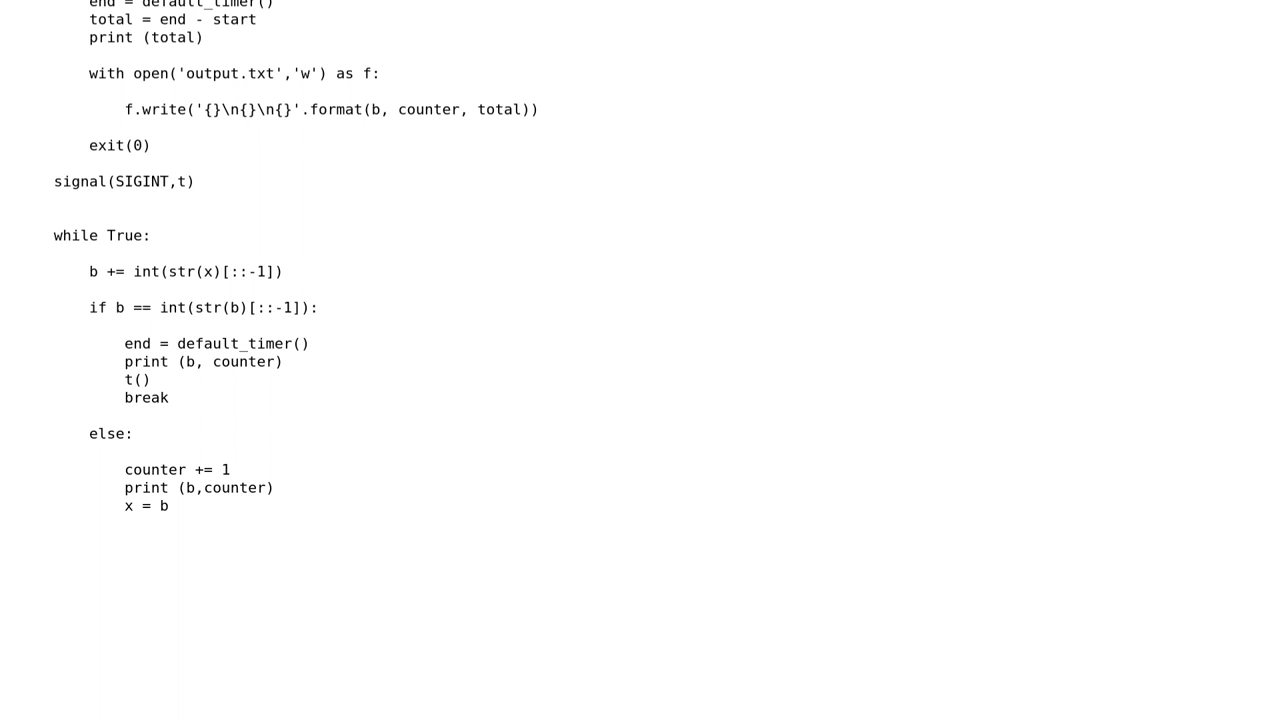 end = default_timer()
total = end - start
print (total)
with open('output.txt','w') as f:
f.write('{}\n{}\n{}'.format(b, counter, total))
exit(0)
signal(SIGINT,t)
while True:
b += int(str(x)[::-1])
if b == int(str(b)[::-1]):
end = default_timer()
print (b, counter)
t()
break
else:
counter += 1
print (b,counter)
x = b